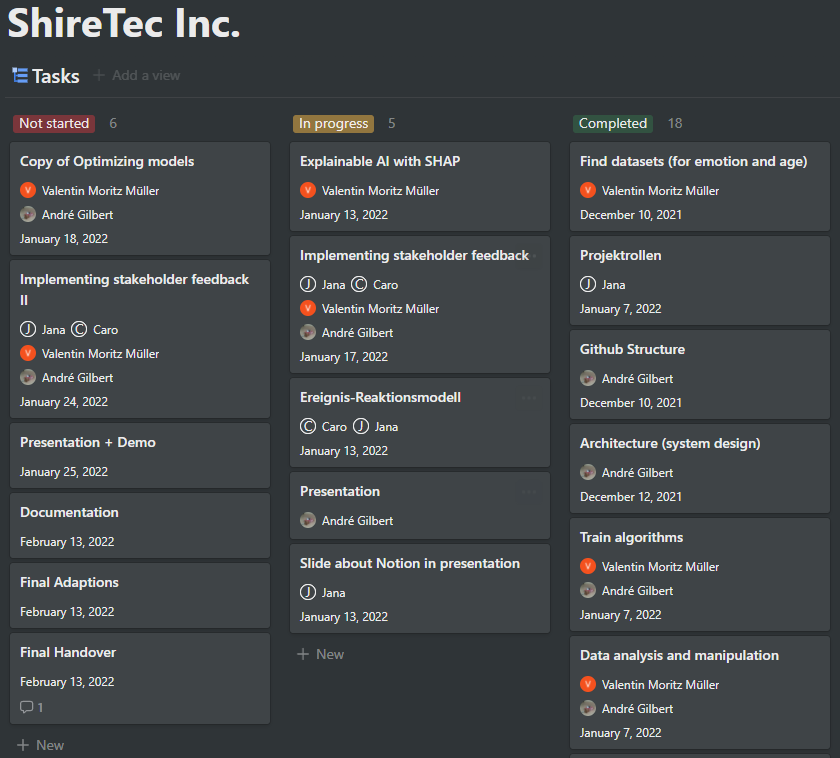 ShireTec Inc.
Tasks
+ Add a view
Not started 6
Copy of Optimizing models
V Valentin Moritz Müller
André Gilbert
January 18, 2022
Implementing stakeholder feedback
II
J Jana C Caro
V Valentin Moritz Müller
André Gilbert
January 24, 2022
Presentation + Demo
January 25, 2022
Documentation
February 13, 2022
Final Adaptions
February 13, 2022
Final Handover
February 13, 2022
1
+ New
In progress 5
Explainable AI with SHAP
V Valentin Moritz Müller
January 13, 2022
Implementing stakeholder feedback
J Jana C Caro
V Valentin Moritz Müller
André Gilbert
January 17, 2022
Ereignis-Reaktionsmodell
C Caro J Jana
January 13, 2022
Presentation
André Gilbert
Slide about Notion in presentation
J Jana
January 13, 2022
+ New
Completed 18
Find datasets (for emotion and age)
V Valentin Moritz Müller
December 10, 2021
Projektrollen
J Jana
January 7, 2022
Github Structure
André Gilbert
December 10, 2021
Architecture (system design)
André Gilbert
December 12, 2021
Train algorithms
V Valentin Moritz Müller
André Gilbert
January 7, 2022
Data analysis and manipulation
V Valentin Moritz Müller
André Gilbert
January 7, 2022